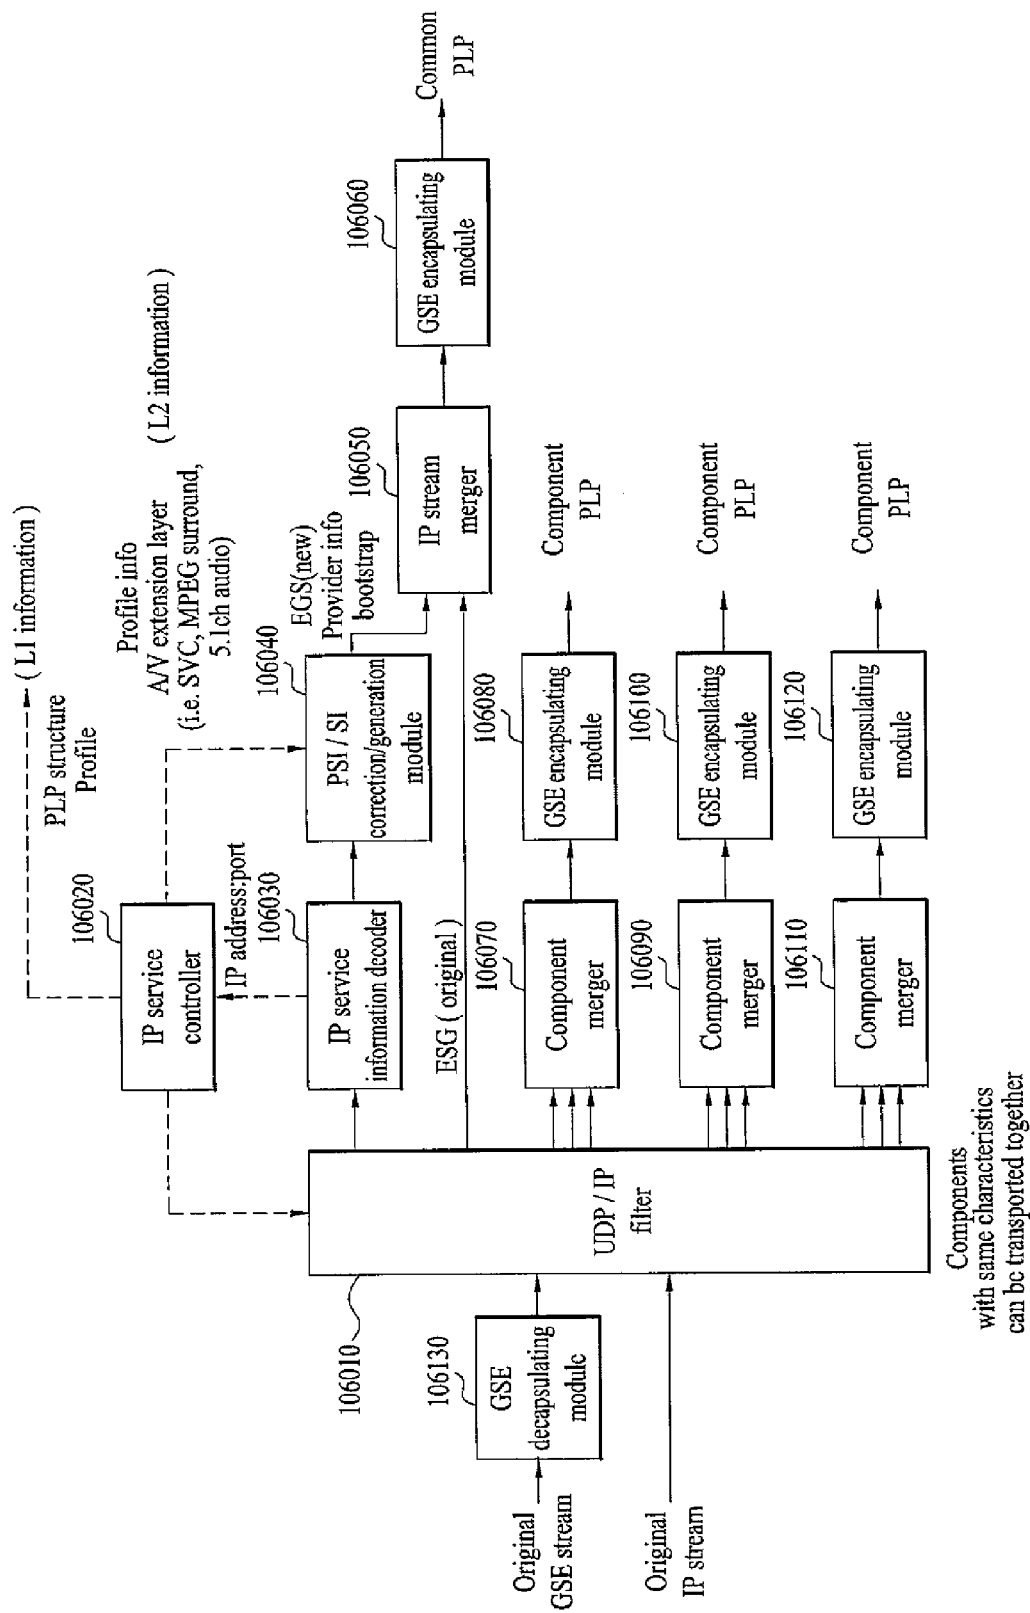 PLP structure
Profile
( L1 information )
Profile info
A/V extension layer
(i.e. SVC, MPEG surround,
5.1ch audio)
( L2 information )
106020
IP service
controller
IP address:port
106030
IP service
information decoder
106040
PSI / SI
correction/generation
module
EGS(new)
Provider info
bootstrap
106050
IP stream
merger
106060
GSE encapsulating
module
Common
PLP
ESG ( original )
106010
UDP / IP
filter
106130
GSE
decapsulating
module
Original
GSE stream
Original
IP stream
106070
Component
merger
106080
GSE encapsulating
module
Component
PLP
106090
Component
merger
106100
GSE encapsulating
module
Component
PLP
106110
Component
merger
106120
GSE encapsulating
module
Component
PLP
Components
with same characteristics
can be transported together